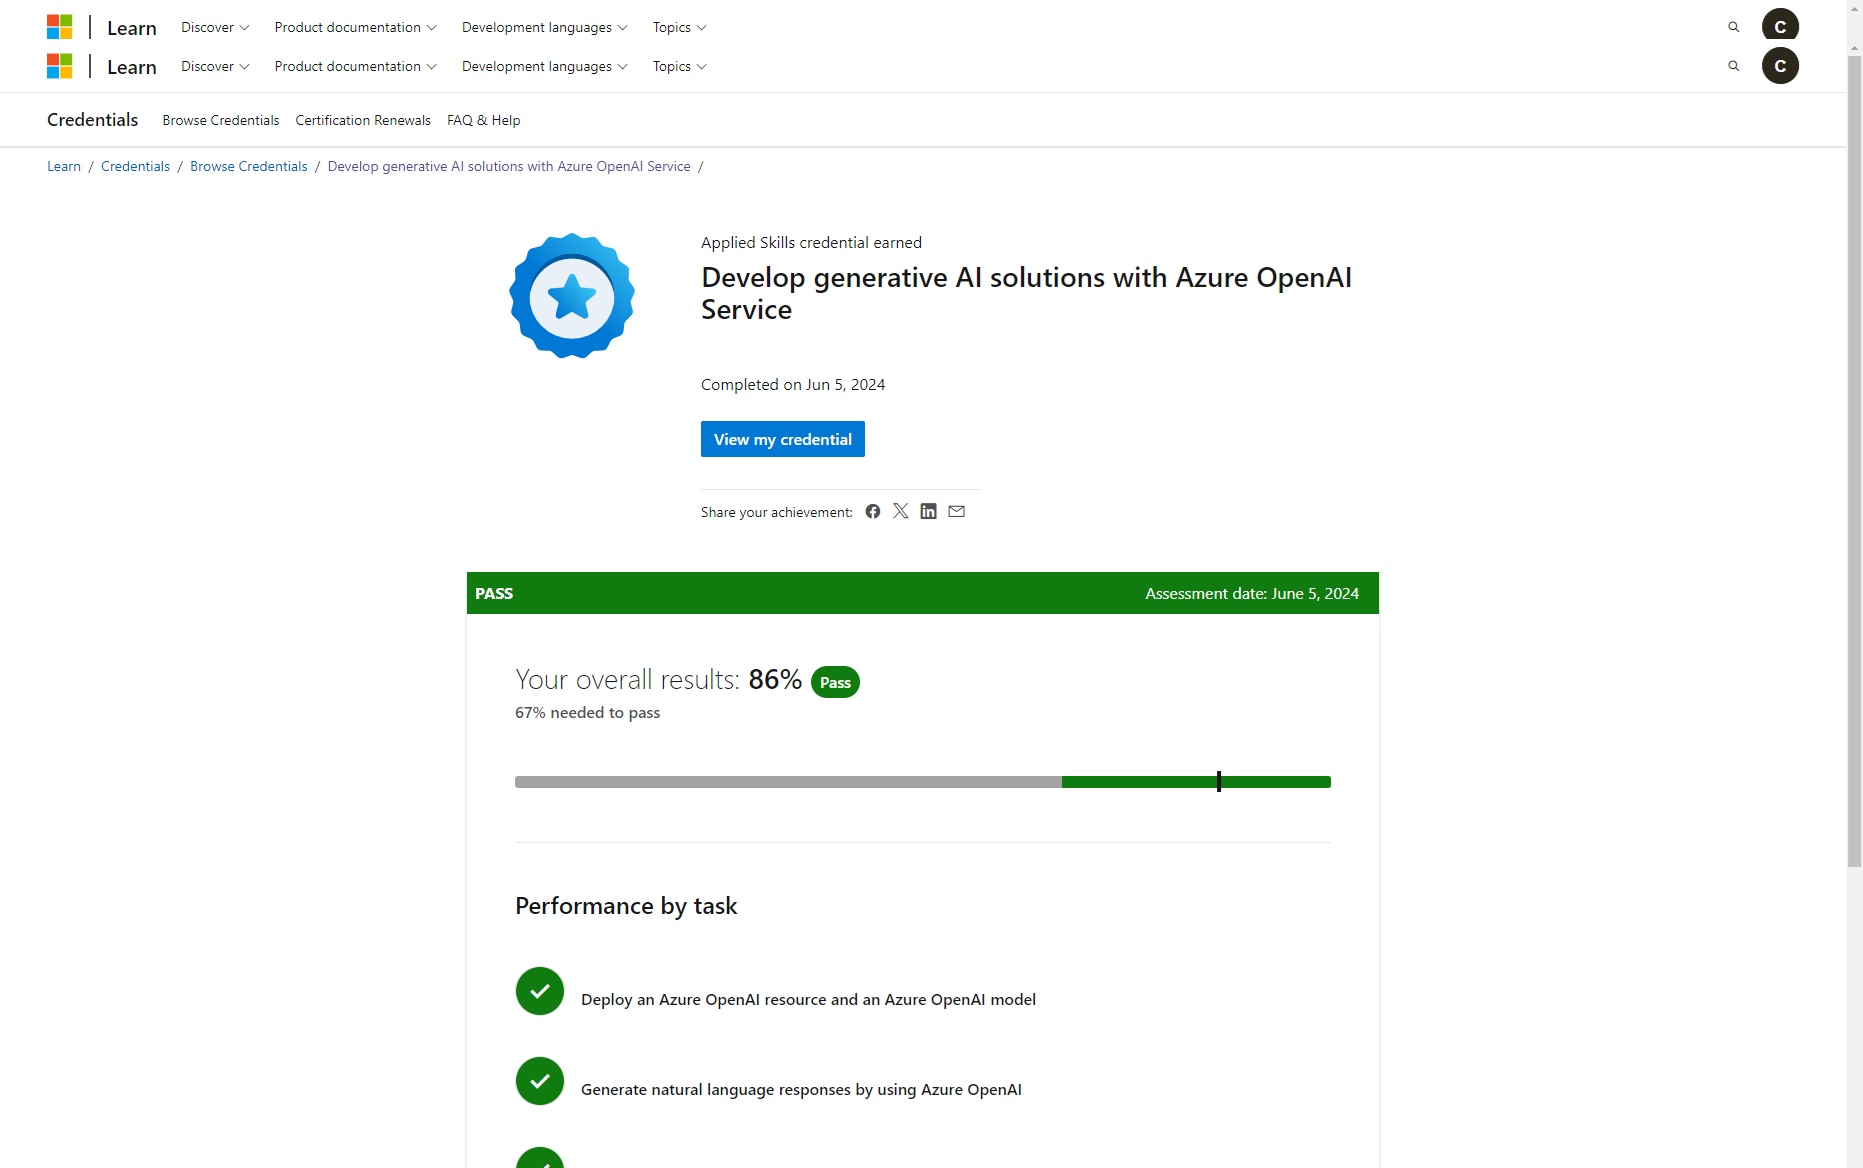 Learn Discover Product documentation Development languages Topics C
Learn Discover Product documentation Development languages Topics C
Credentials Browse Credentials Certification Renewals FAQ & Help
Learn / Credentials / Browse Credentials / Develop generative AI solutions with Azure OpenAI Service /
Applied Skills credential earned
Develop generative AI solutions with Azure OpenAI
Service
Completed on Jun 5, 2024
View my credential
Share your achievement:
PASS Assessment date: June 5, 2024
Your overall results: 86% Pass
67% needed to pass
Performance by task
Deploy an Azure OpenAI resource and an Azure OpenAI model
Generate natural language responses by using Azure OpenAI